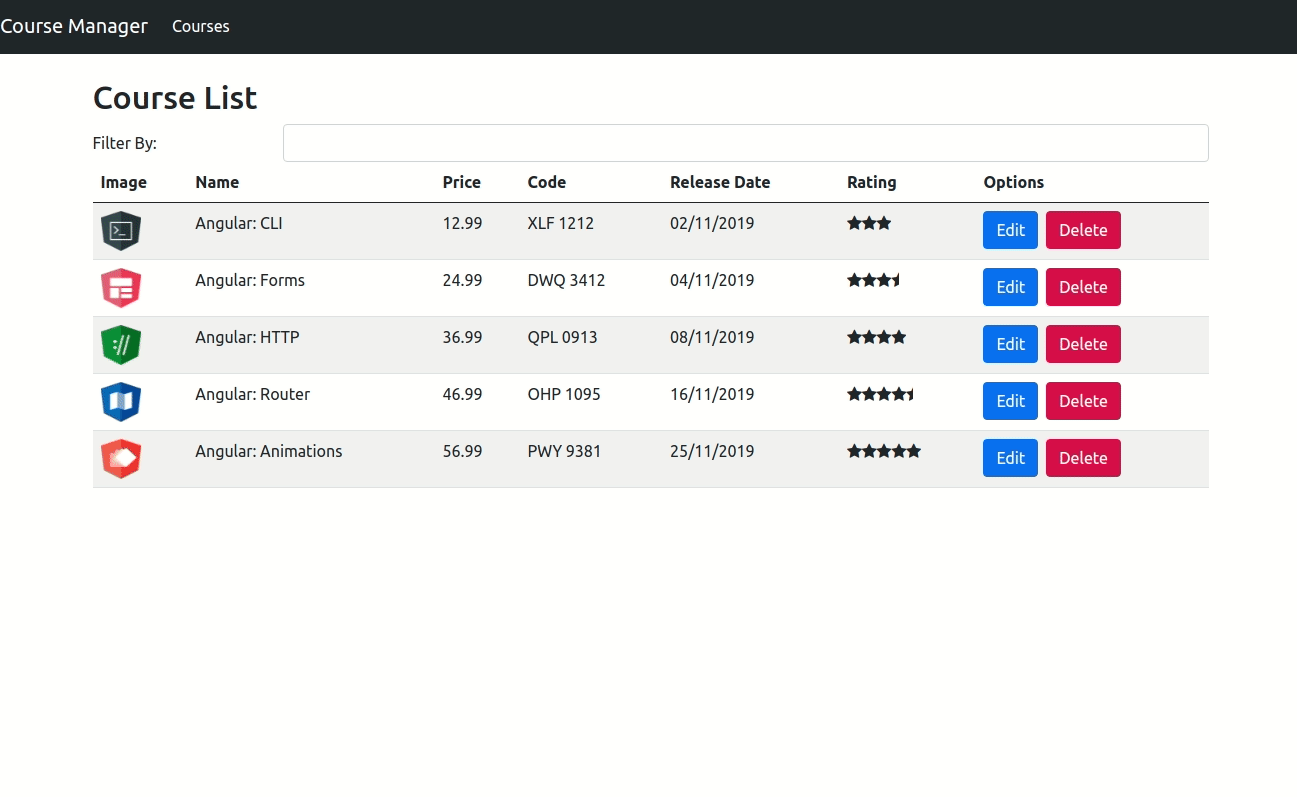 Course Manager Courses
Course List
Filter By:
Image Name Price Code Release Date Rating Options
Angular: CLI 12.99 XLF 1212 02/11/2019 Edit Delete
Angular: Forms 24.99 DWQ 3412 04/11/2019 Edit Delete
Angular: HTTP 36.99 QPL 0913 08/11/2019 Edit Delete
Angular: Router 46.99 OHP 1095 16/11/2019 Edit Delete
Angular: Animations 56.99 PWY 9381 25/11/2019 Edit Delete